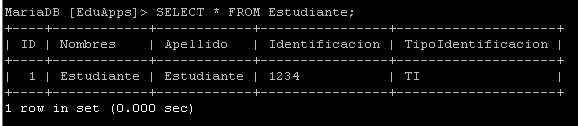 MariaDB [EduApps]> SELECT * FROM Estudiante;
+----+------------+------------+----------------+--------------------+
| ID | Nombres | Apellido | Identificacion | TipoIdentificacion |
+----+------------+------------+----------------+--------------------+
| 1 | Estudiante | Estudiante | 1234 | TI |
+----+------------+------------+----------------+--------------------+
1 row in set (0.000 sec)